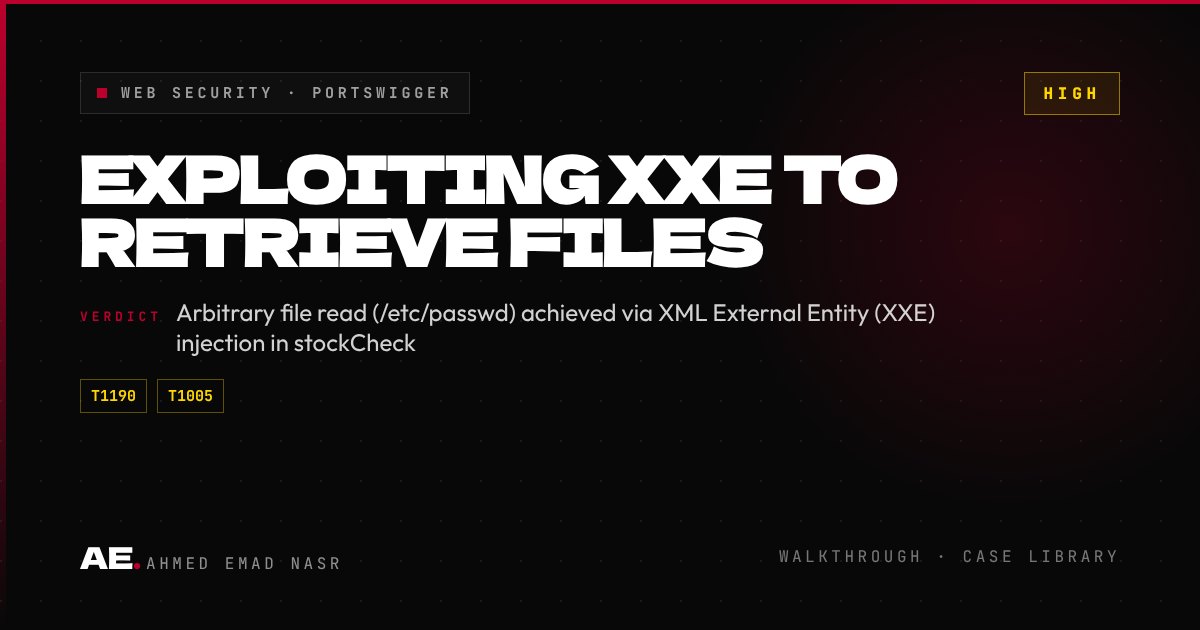 WEB SECURITY · PORTSWIGGER
HIGH
EXPLOITING XXE TO
RETRIEVE FILES
VERDICT Arbitrary file read (/etc/passwd) achieved via XML External Entity (XXE)
injection in stockCheck
T1190 T1005
AE. AHMED EMAD NASR
WALKTHROUGH · CASE LIBRARY